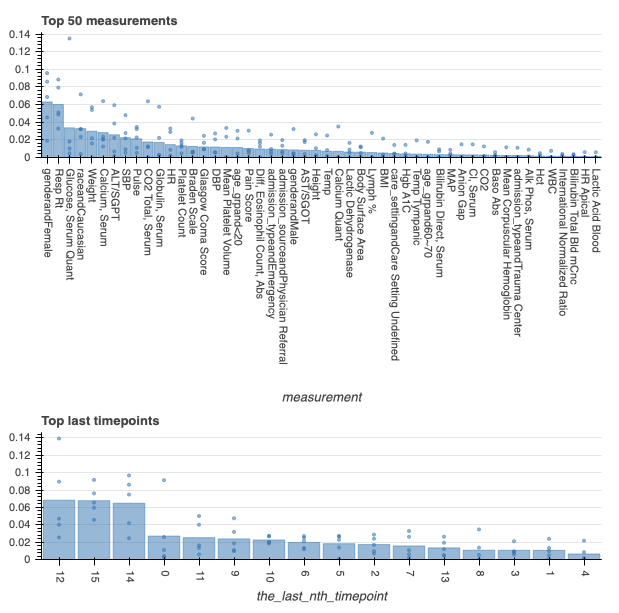 Top 50 measurements
0.14
0.12
0.1
0.08
0.06
0.04
0.02
0
genderandFemale
Resp Rt
Glucose, Serum Quant
raceandCaucasian
Weight
Calcium, Serum
ALT/SGPT
SBP
Pulse
CO2 Total, Serum
Globulin, Serum
HR
Platelet Count
Braden Scale
Glasgow Coma Score
DBP
Mean Platelet Volume
age_grpand<20
Pain Score
Diff, Eosinophil Count, Abs
admission_typeandEmergency
admission_sourceandPhysician Referral
genderandMale
AST/SGOT
Height
Temp
Calcium Quant
Lactic Dehydrogenase
Body Surface Area
Lymph %
BMI
care_settingandCare Setting Undefined
Hgb A1C
Temp Tympanic
age_grpand60~70
Bilirubin Direct, Serum
MAP
Anion Gap
Cl, Serum
CO2
Baso Abs
Mean Corpuscular Hemoglobin
admission_typeandTrauma Center
Alk Phos, Serum
Hct
WBC
International Normalized Ratio
Bilirubin Total Bld mCnc
HR Apical
Lactic Acid Blood
measurement
Top last timepoints
0.14
0.12
0.1
0.08
0.06
0.04
0.02
0
12
15
14
0
11
9
10
6
5
2
7
13
8
3
1
4
the_last_nth_timepoint